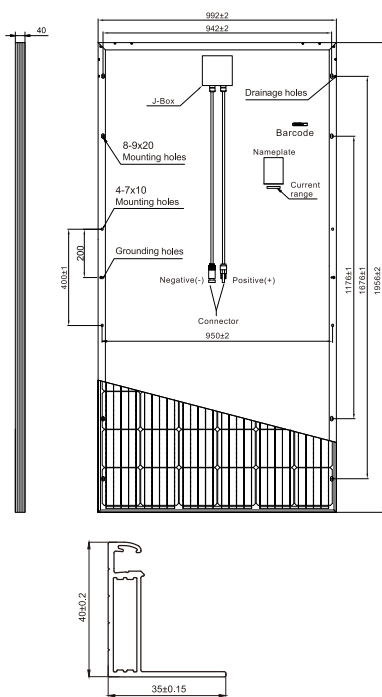 992±2
942±2
40
J-Box
Drainage holes
Barcode
8-9x20
Mounting holes
Nameplate
4-7x10
Mounting holes
Current
range
200
400±1
Grounding holes
Negative(-)
Positive(+)
Connector
950±2
1176±1
1676±1
1956±2
40±0.2
35±0.15